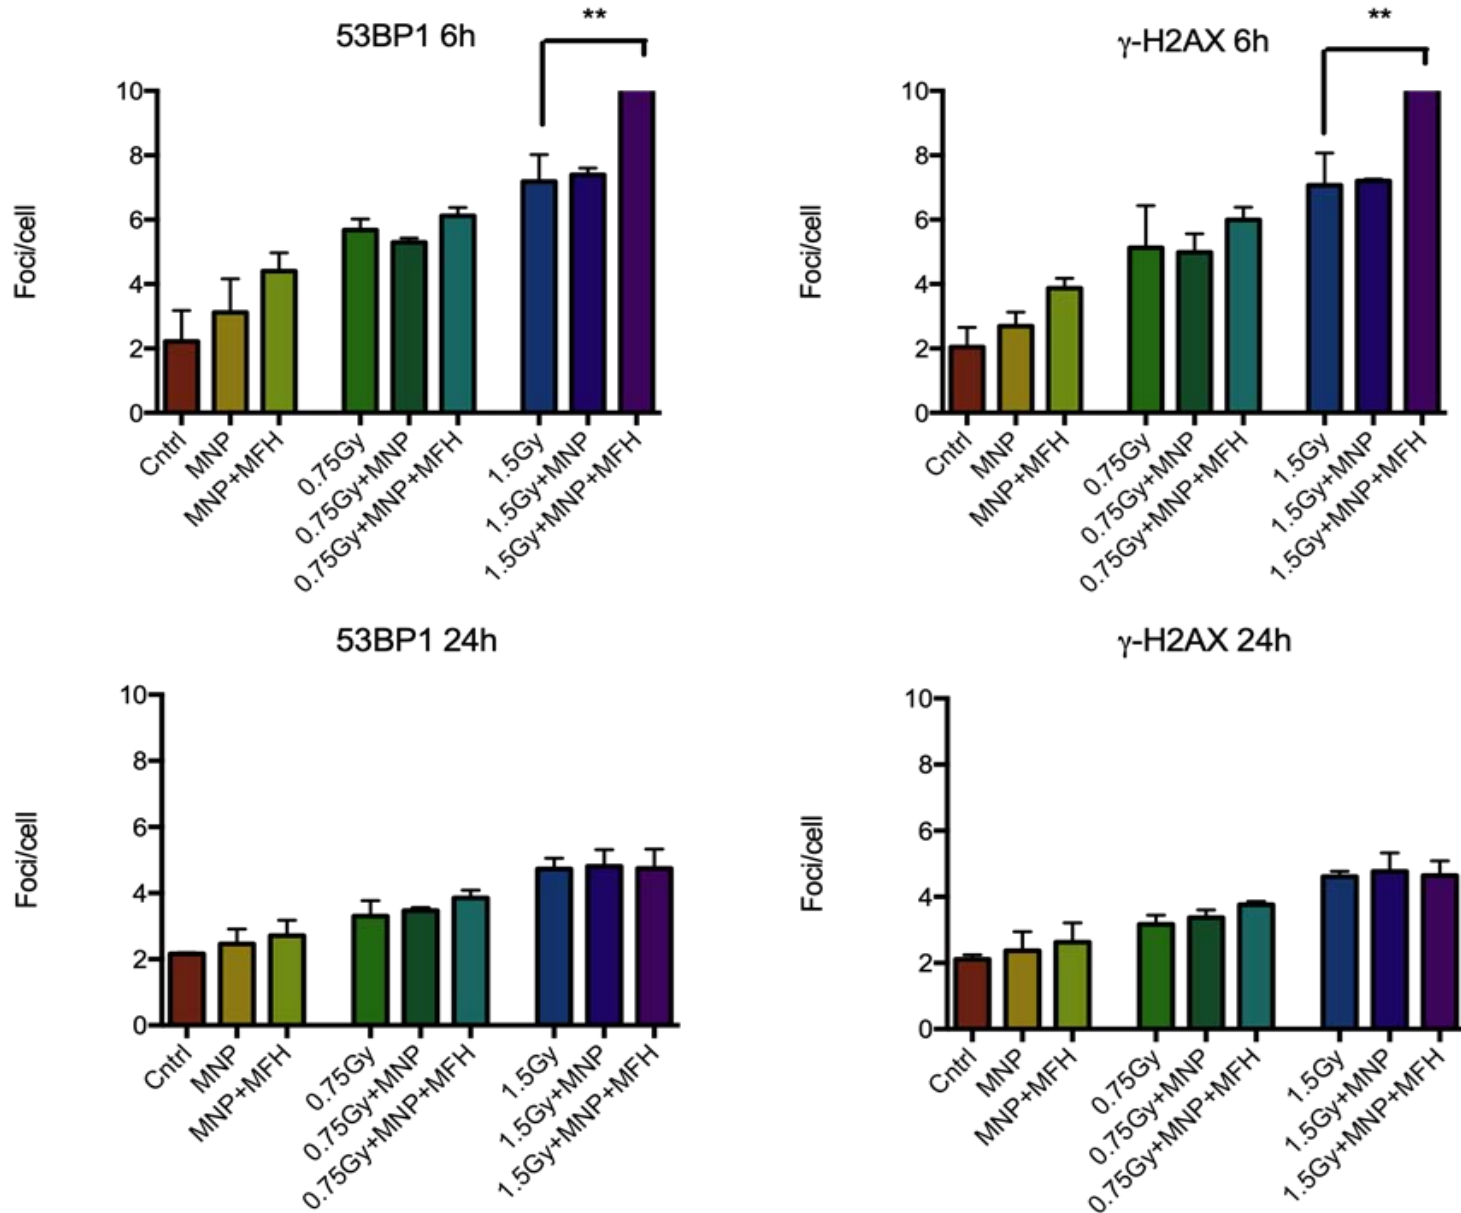 53BP1 6h
**
Foci/cell
10
8
6
4
2
0
Cntrl
MNP
MNP+MFH
0.75Gy
0.75Gy+MNP
0.75Gy+MNP+MFH
1.5Gy
1.5Gy+MNP
1.5Gy+MNP+MFH
γ-H2AX 6h
**
Foci/cell
10
8
6
4
2
0
Cntrl
MNP
MNP+MFH
0.75Gy
0.75Gy+MNP
0.75Gy+MNP+MFH
1.5Gy
1.5Gy+MNP
1.5Gy+MNP+MFH
53BP1 24h
Foci/cell
10
8
6
4
2
0
Cntrl
MNP
MNP+MFH
0.75Gy
0.75Gy+MNP
0.75Gy+MNP+MFH
1.5Gy
1.5Gy+MNP
1.5Gy+MNP+MFH
γ-H2AX 24h
Foci/cell
10
8
6
4
2
0
Cntrl
MNP
MNP+MFH
0.75Gy
0.75Gy+MNP
0.75Gy+MNP+MFH
1.5Gy
1.5Gy+MNP
1.5Gy+MNP+MFH